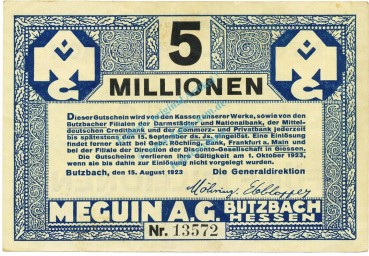 5
MILLIONEN
Dieser Gutschein wird von den Kassen unserer Werke, sowie von den
Butzbacher Filialen der Darmstädter und Nationalbank, der Mittel-
deutschen Creditbank und der Commerz- und Privatbank jederzeit
bis spätestens den 15. September ds. Js. eingelöst. Eine Einlösung
findet ferner statt bei Gebr. Röchling, Bank, Frankfurt a. Main und
bei der Filiale der Direction der Disconto-Gesellschaft in Giessen.
Die Gutscheine verlieren ihre Gültigkeit am 1. Oktober 1923,
wenn sie bis dahin zur Einlösung nicht vorgelegt wurden.
Butzbach, den 15. August 1923 Die Generaldirektion
MEGUIN A.G. BUTZBACH
HESSEN
Nr. 13572